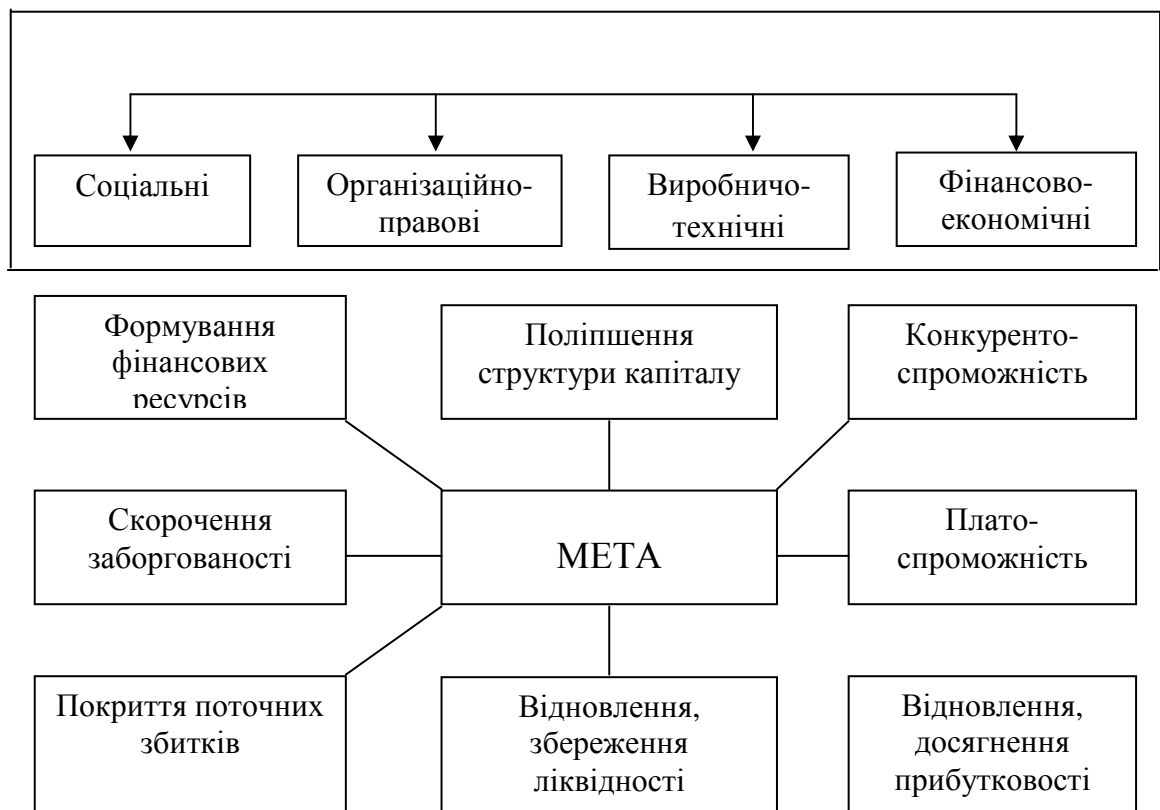 Соціальні
Організаційно-
правові
Виробничо-
технічні
Фінансово-
економічні
Формування
фінансових
ресурсів
Поліпшення
структури капіталу
Конкуренто-
спроможність
Скорочення
заборгованості
МЕТА
Плато-
спроможність
Покриття поточних
збитків
Відновлення,
збереження
ліквідності
Відновлення,
досягнення
прибутковості